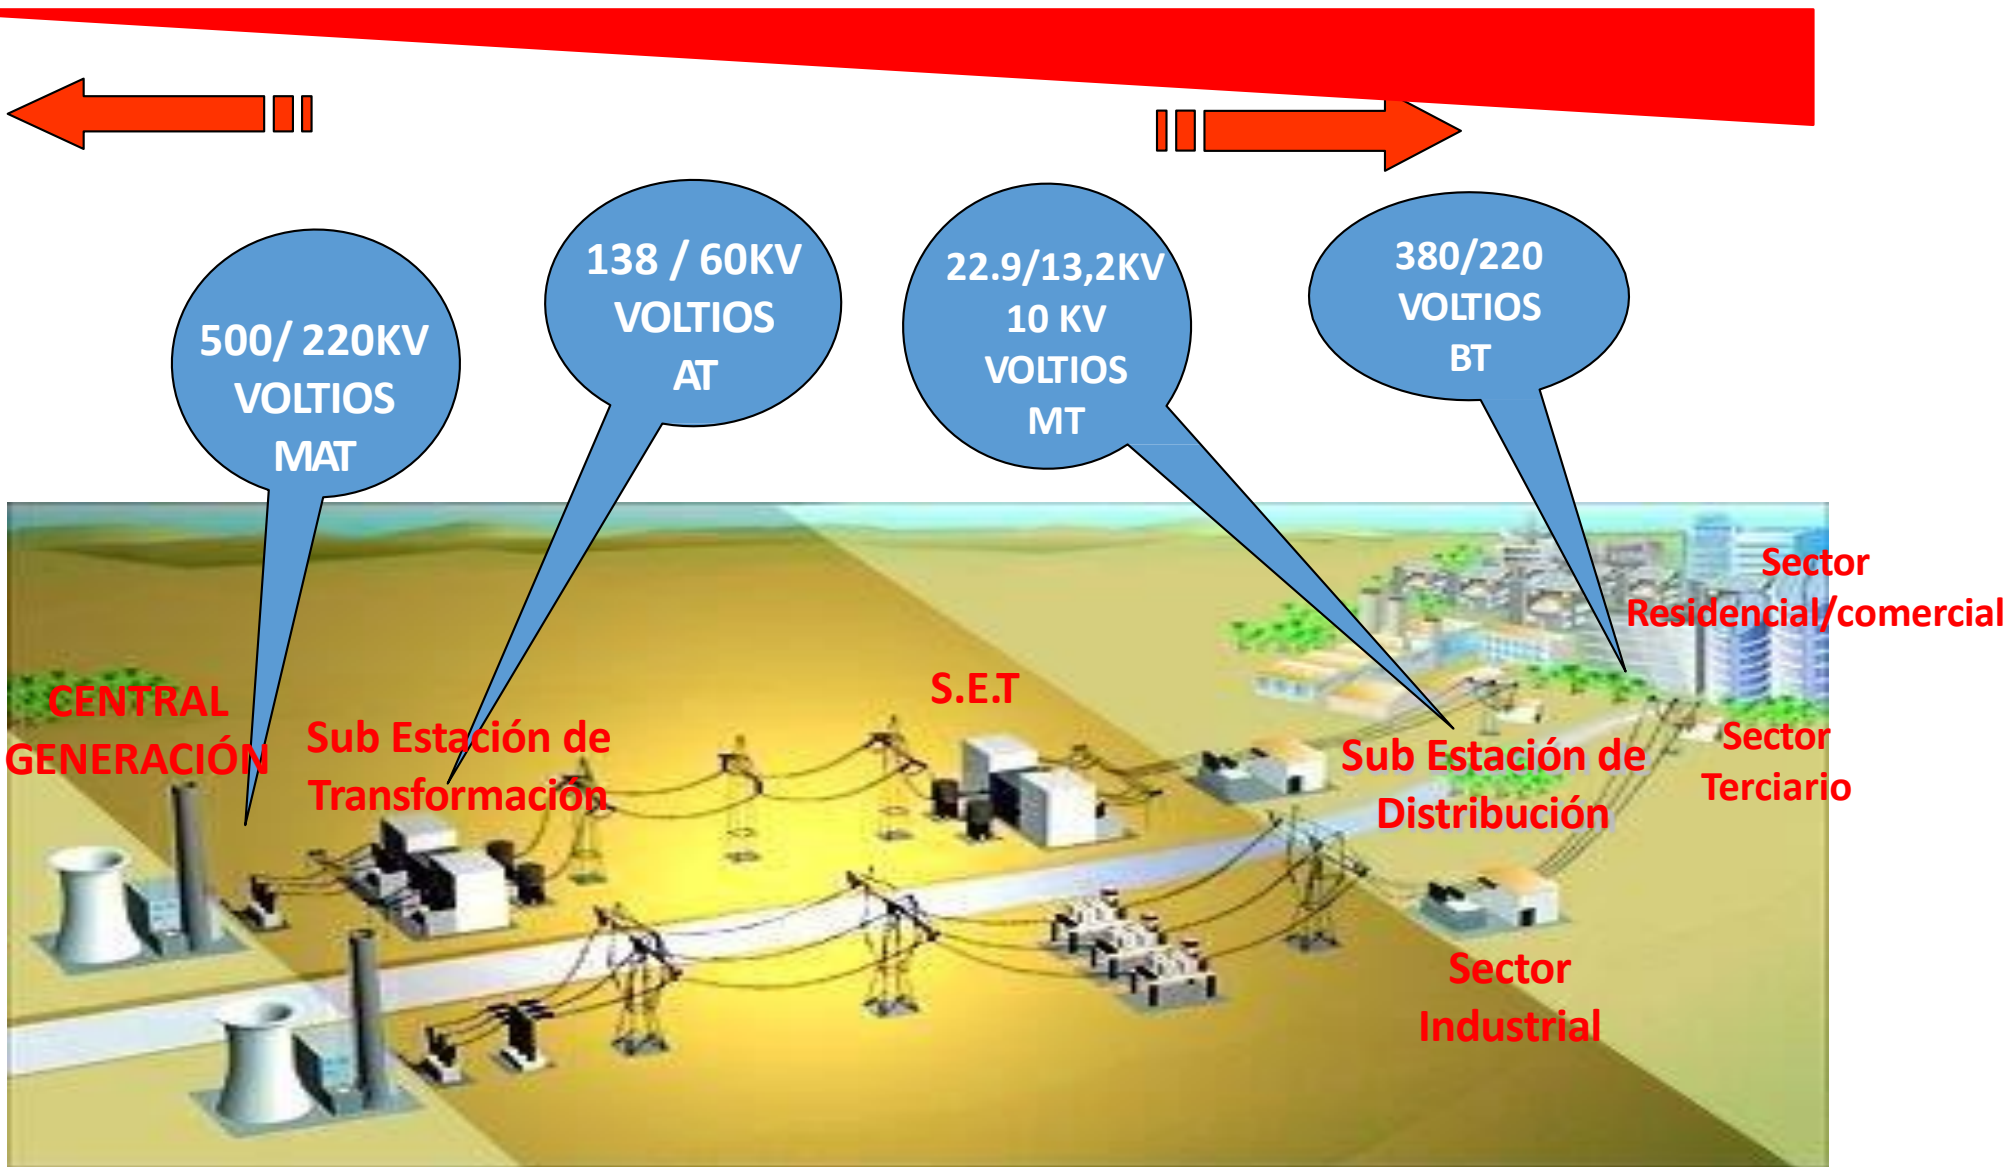 500/ 220KV
VOLTIOS
MAT
138 / 60KV
VOLTIOS
AT
22.9/13,2KV
10 KV
VOLTIOS
MT
380/220
VOLTIOS
BT
Sector
Residencial/comercial
CENTRAL
GENERACIÓN
Sub Estación de
Transformación
S.E.T
Sub Estación de
Distribución
Sector
Terciario
Sector
Industrial